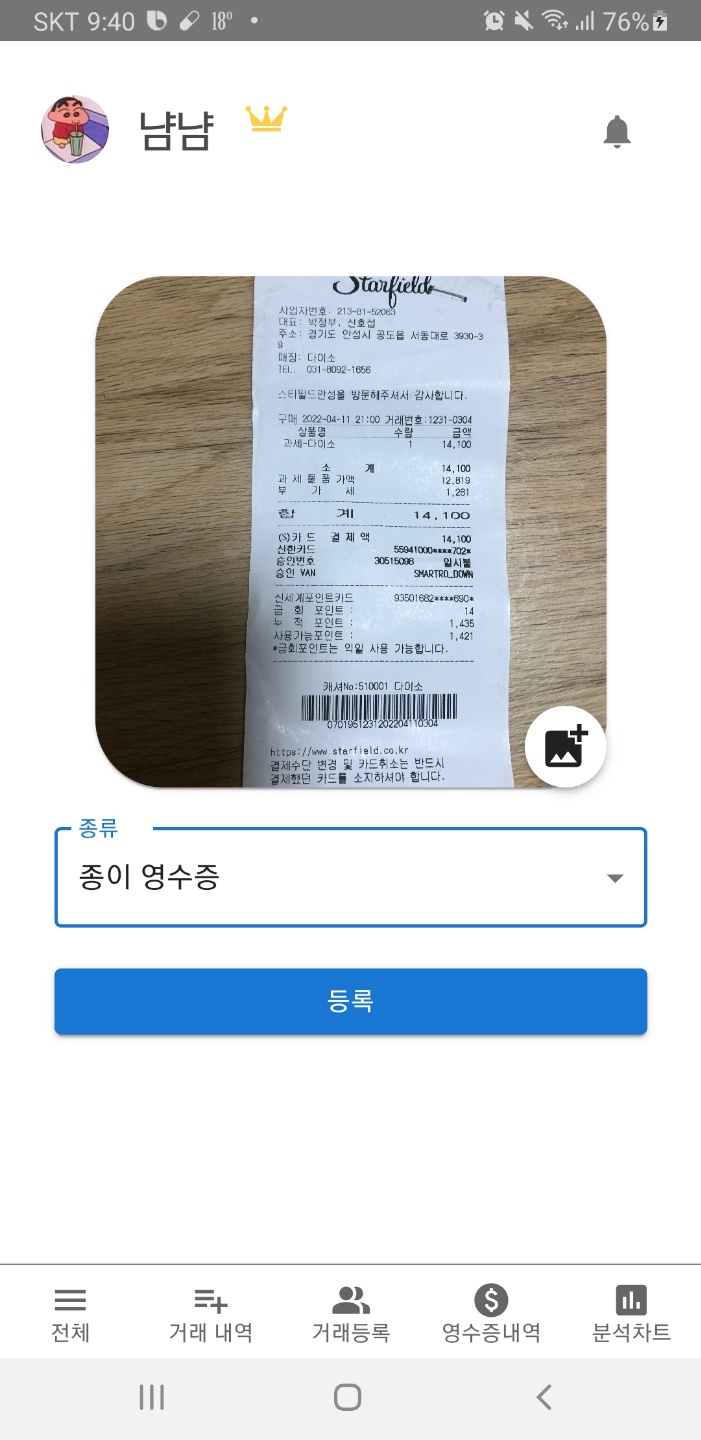 SKT 9:40 18° 76%
냠냠
Starfield
사업자번호: 213-81-52063
대표: 박정부, 신호섭
주소: 경기도 안성시 공도읍 서동대로 3930-3
9
매장: 다이소
TEL. 031-8092-1656
스타필드안성을 방문해주셔서 감사합니다.
구매 2022-04-11 21:00 거래번호:1231-0304
상품명 수량 금액
과세-다이소 1 14,100
소 계 14,100
과 세 물 품 가액 12,819
부 가 세 1,281
합 계 14,100
(S)카 드 결 제 액 14,100
신한카드 55941000****702*
승인번호 30515098 일시불
승인 VAN SMARTRO_DOWN
신세계포인트카드 93501682****690*
금 회 포인트 : 14
누 적 포인트 : 1,435
사용가능포인트 : 1,421
*금회포인트는 익일 사용 가능합니다.
캐셔No:510001 다이소
0701951231202204110304
https://www.starfield.co.kr
결제수단 변경 및 카드취소는 반드시
결제했던 카드를 소지하셔야 합니다.
종류
종이 영수증
등록
전체 거래 내역 거래등록 영수증내역 분석차트